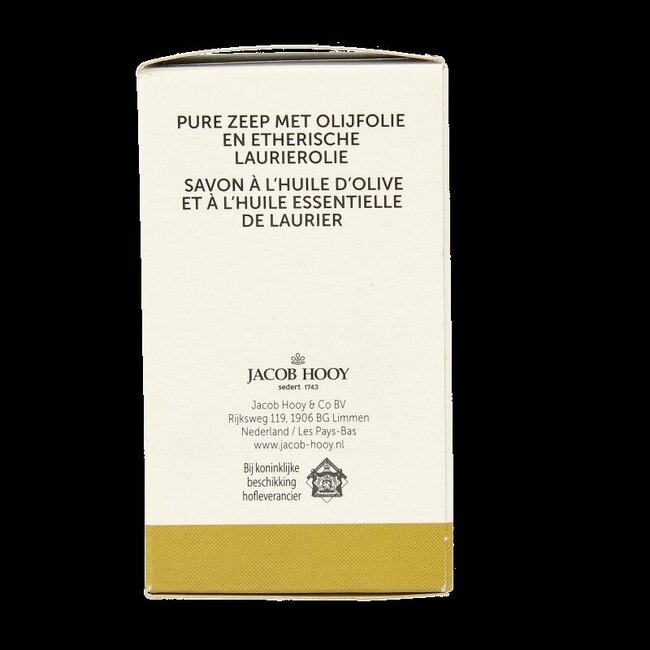 PURE ZEEP MET OLIJFOLIE
EN ETHERISCHE
LAURIEROLIE
SAVON À L'HUILE D'OLIVE
ET À L'HUILE ESSENTIELLE
DE LAURIER
JACOB HOOY
sedert 1743
Jacob Hooy & Co BV
Rijksweg 119, 1906 BG Limmen
Nederland / Les Pays-Bas
www.jacob-hooy.nl
Bij koninklijke
beschikking
hofleverancier